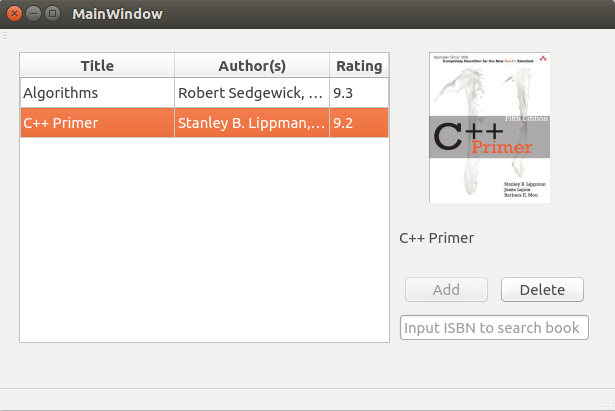 MainWindow
Title Author(s) Rating
Algorithms Robert Sedgewick, ... 9.3
C++ Primer Stanley B. Lippman,... 9.2
Bestseller Since 1986
Completely Rewritten for the New C++11 Standard
Fifth Edition
C++
Primer
Stanley B. Lippman
Josée Lajoie
Barbara E. Moo
C++ Primer
Add Delete
Input ISBN to search book